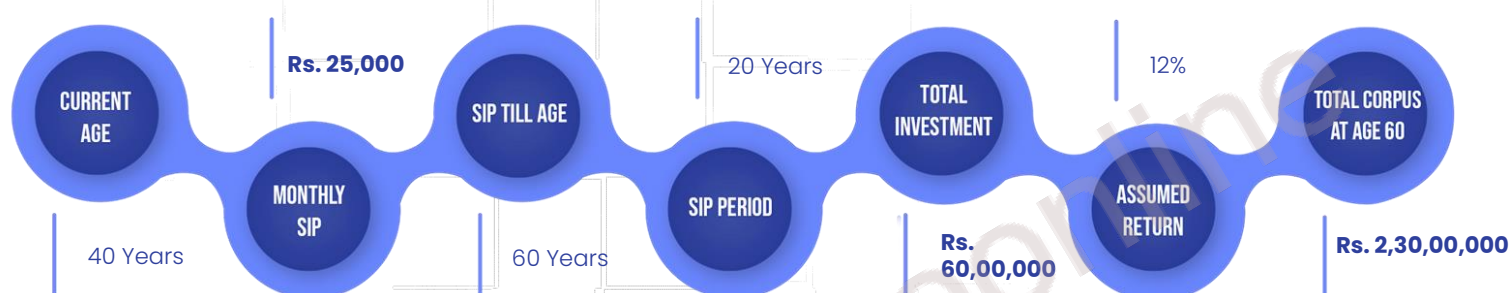 CURRENT
AGE
40 Years
Rs. 25,000
MONTHLY
SIP
SIP TILL AGE
60 Years
20 Years
SIP PERIOD
TOTAL
INVESTMENT
Rs.
60,00,000
12%
ASSUMED
RETURN
TOTAL CORPUS
AT AGE 60
Rs. 2,30,00,000
online